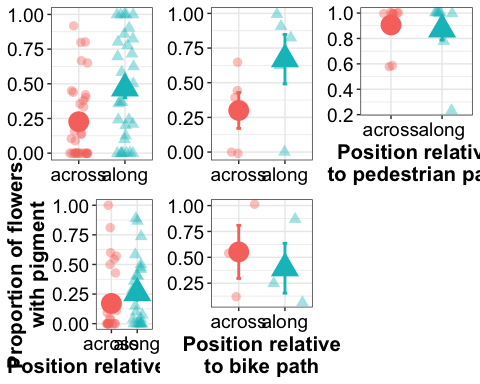 1.00
0.75
0.50
0.25
0.00
across along
1.00
0.75
0.50
0.25
0.00
across along
1.0
0.8
0.6
0.4
0.2
across along
Position relativ
to pedestrian pa
Proportion of flowers
with pigment
1.00
0.75
0.50
0.25
0.00
across along
Position relative
1.00
0.75
0.50
0.25
across along
Position relative
to bike path